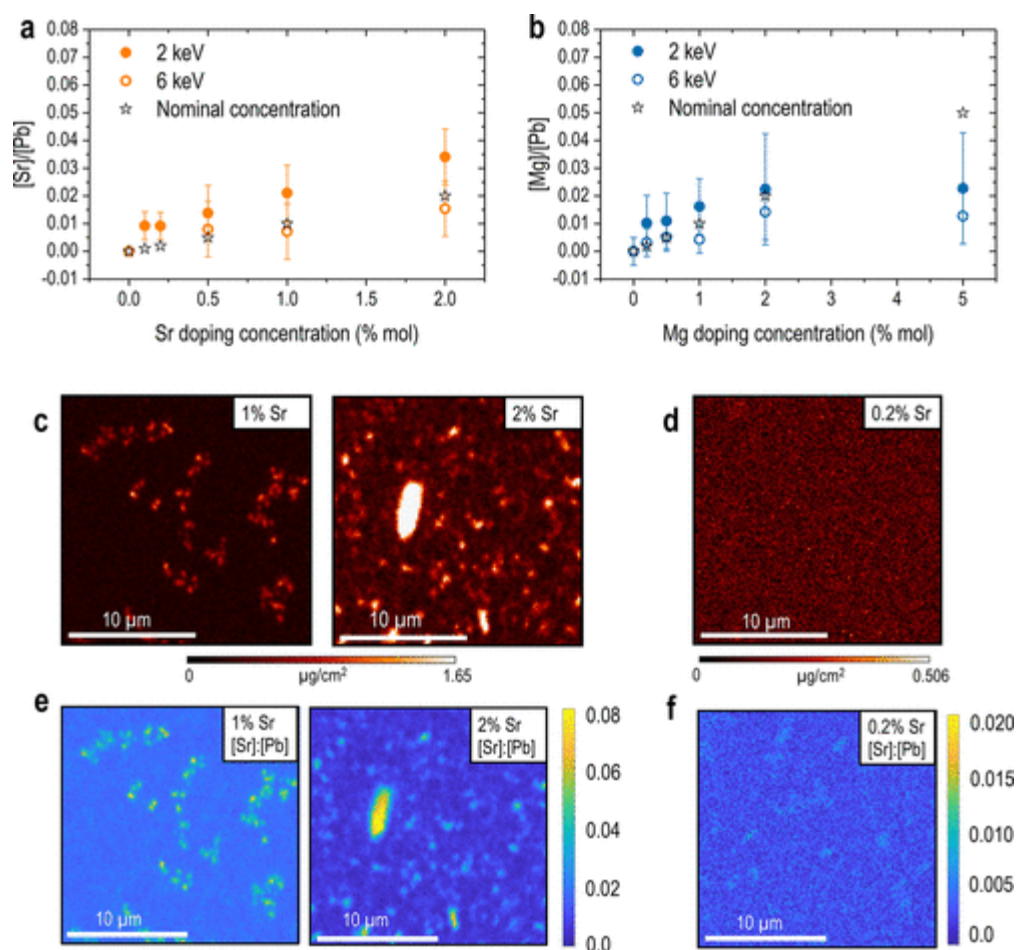 a
0.08
0.07
0.06
0.05
0.04
0.03
0.02
0.01
0.00
-0.01
[Sr]/[Pb]
2 keV
6 keV
Nominal concentration
0.0
0.5
1.0
1.5
2.0
Sr doping concentration (% mol)
b
0.08
0.07
0.06
0.05
0.04
0.03
0.02
0.01
0.00
-0.01
[Mg]/[Pb]
2 keV
6 keV
Nominal concentration
0
1
2
3
4
5
Mg doping concentration (% mol)
c
1% Sr
10 µm
2% Sr
10 µm
0
µg/cm²
1.65
d
0.2% Sr
10 µm
0
µg/cm²
0.506
e
1% Sr
[Sr]:[Pb]
10 µm
2% Sr
[Sr]:[Pb]
10 µm
0.08
0.06
0.04
0.02
0.0
f
0.2% Sr
[Sr]:[Pb]
10 µm
0.020
0.015
0.010
0.005
0.0